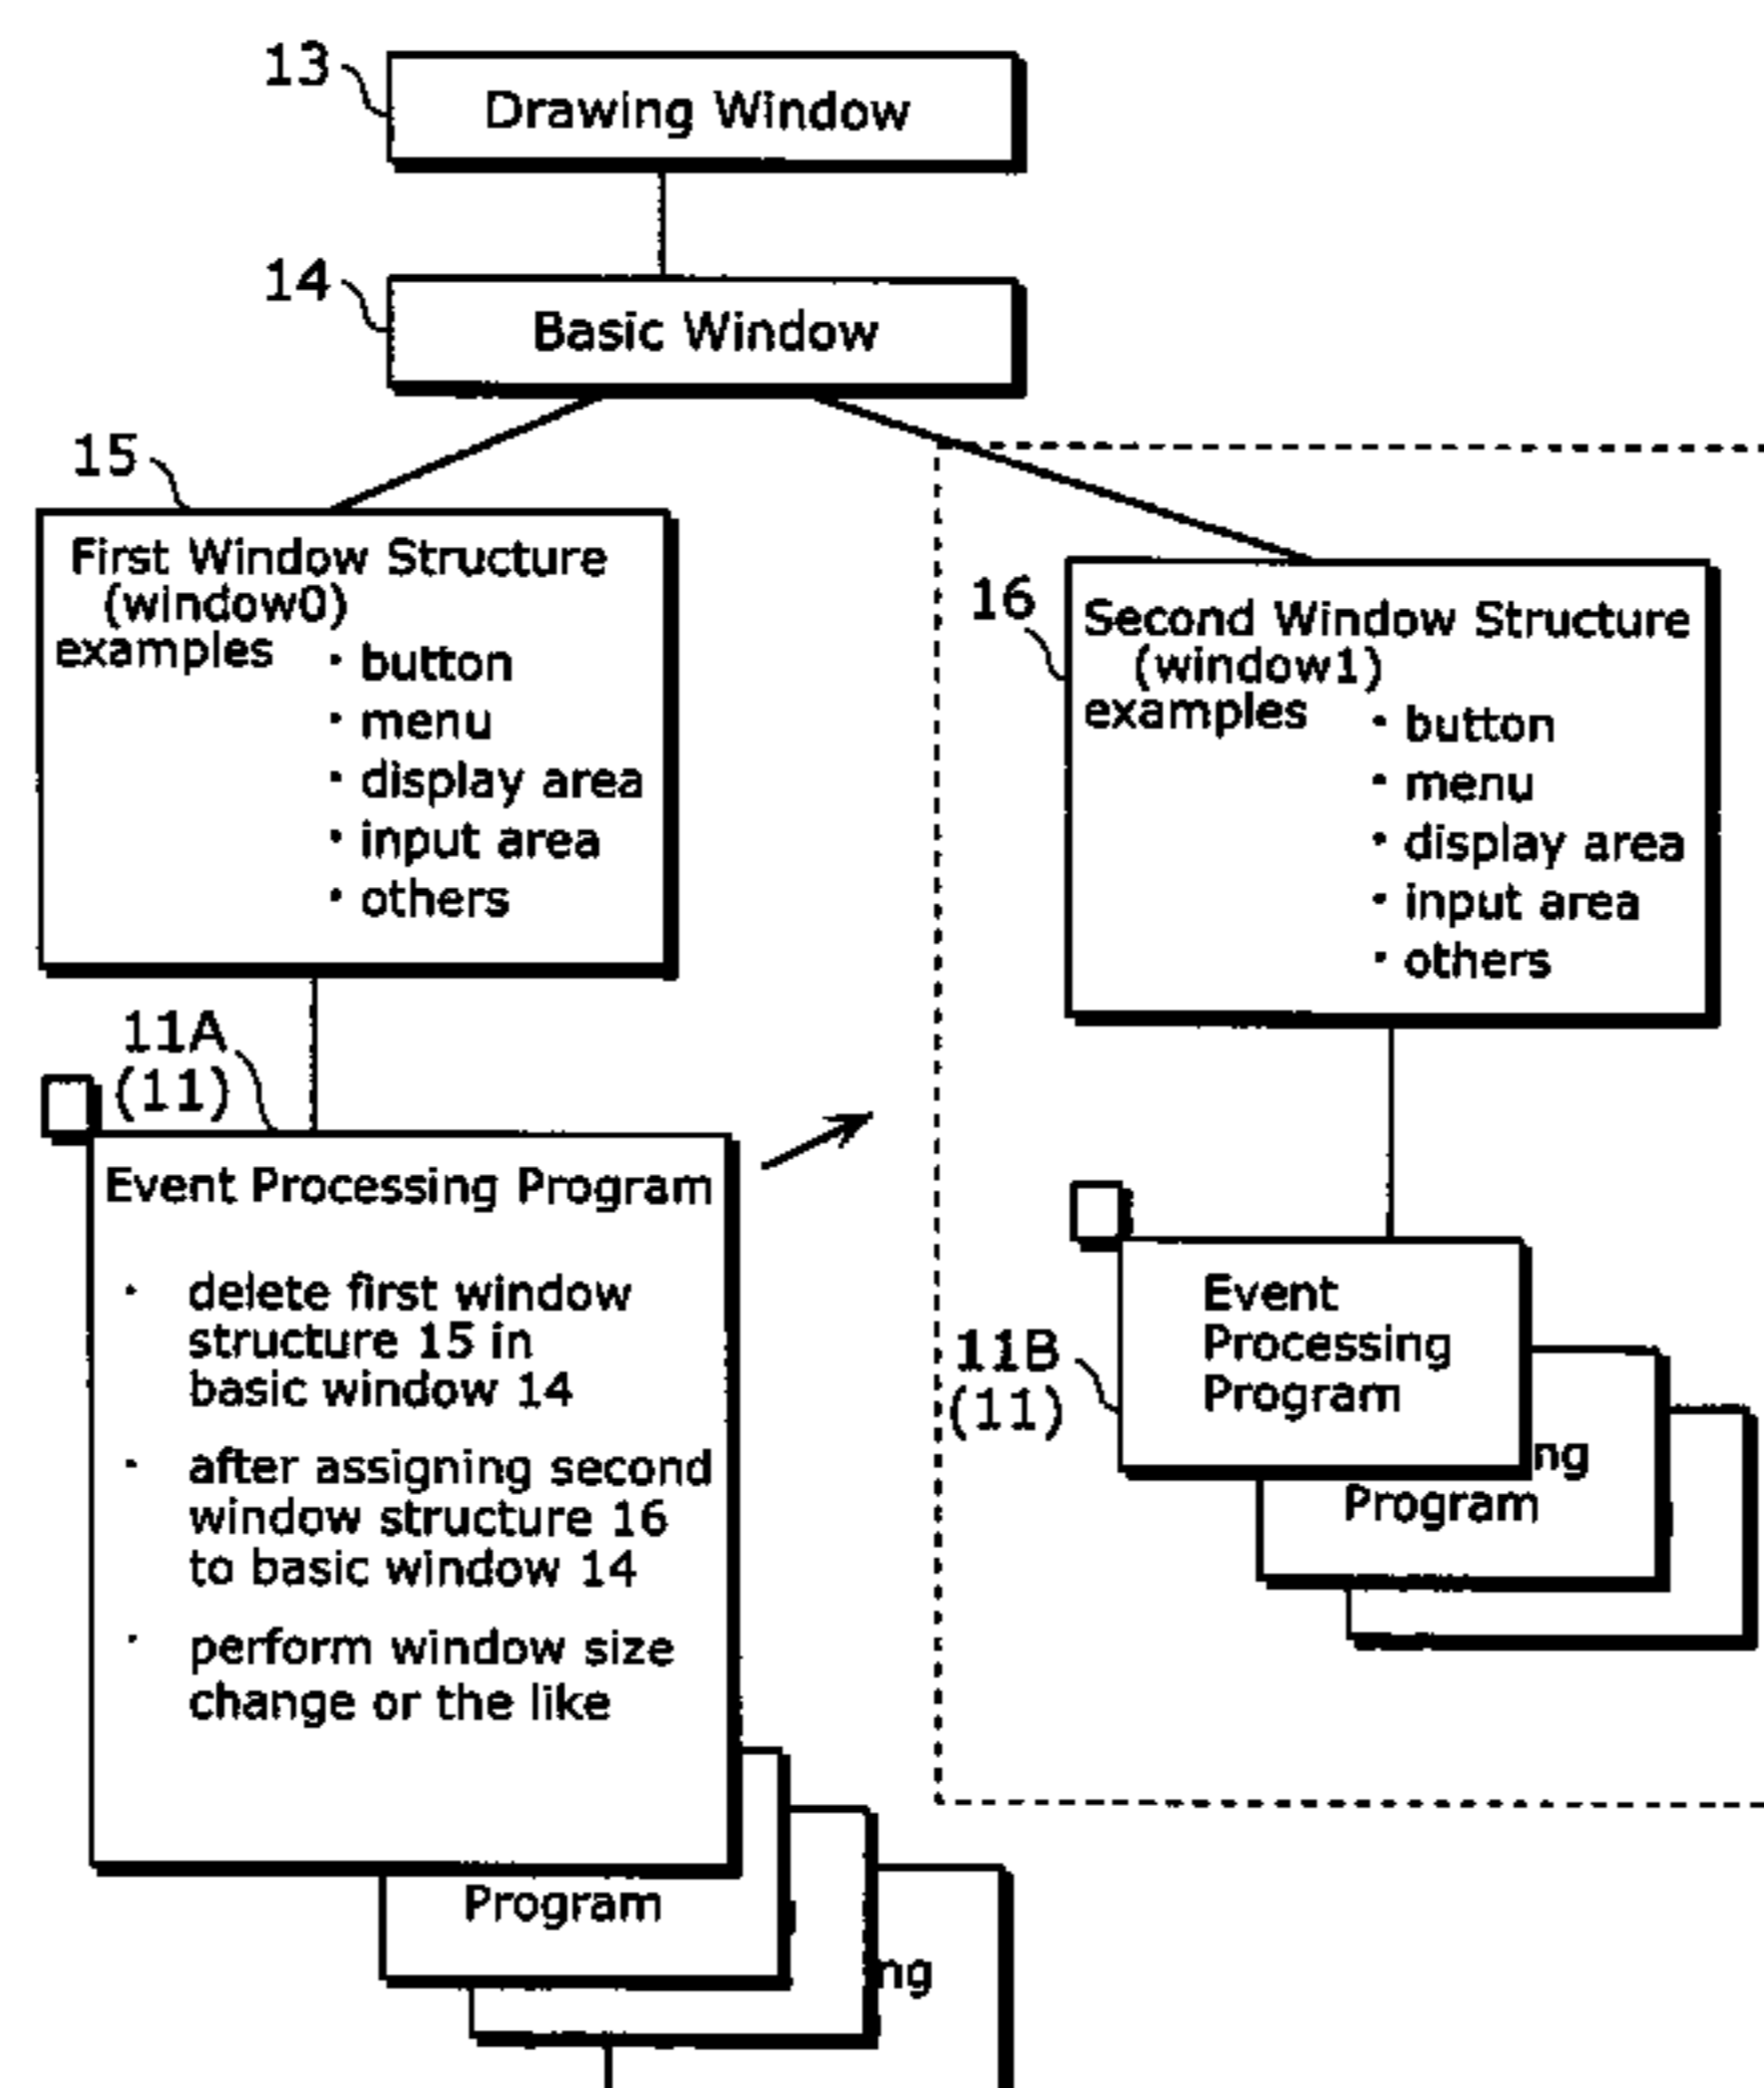 13
Drawing Window
14
Basic Window
15
First Window Structure
(window0)
examples
· button
· menu
· display area
· input area
· others
16
Second Window Structure
(window1)
examples
· button
· menu
· display area
· input area
· others
11A
(11)
Event Processing Program
· delete first window
structure 15 in
basic window 14
· after assigning second
window structure 16
to basic window 14
· perform window size
change or the like
Program
ng
11B
(11)
Event
Processing
Program
ng
Program